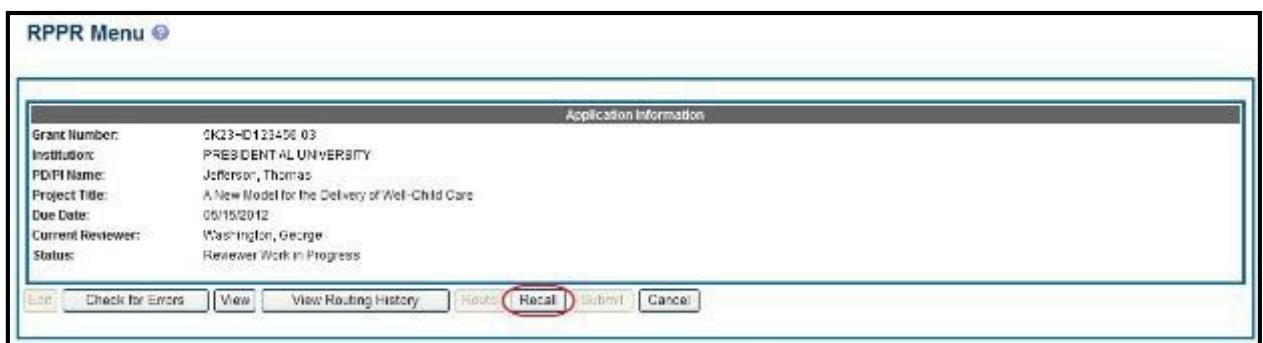 RPPR Menu
Application Information
Grant Number: 5K23HD123456-03
Institution: PRESIDENTIAL UNIVERSITY
PD/PI Name: Jefferson, Thomas
Project Title: A New Model for the Delivery of Well-Child Care
Due Date: 05/15/2012
Current Reviewer: Washington, George
Status: Reviewer Work in Progress
Edit Check for Errors View View Routing History Route Recall Submit Cancel